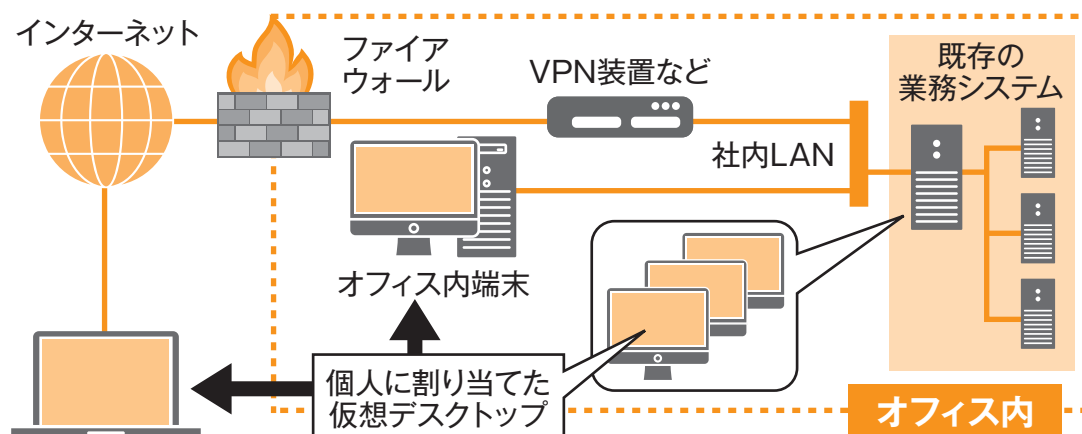 インターネット
ファイア
ウォール
VPN装置など
既存の
業務システム
社内LAN
オフィス内端末
個人に割り当てた
仮想デスクトップ
オフィス内